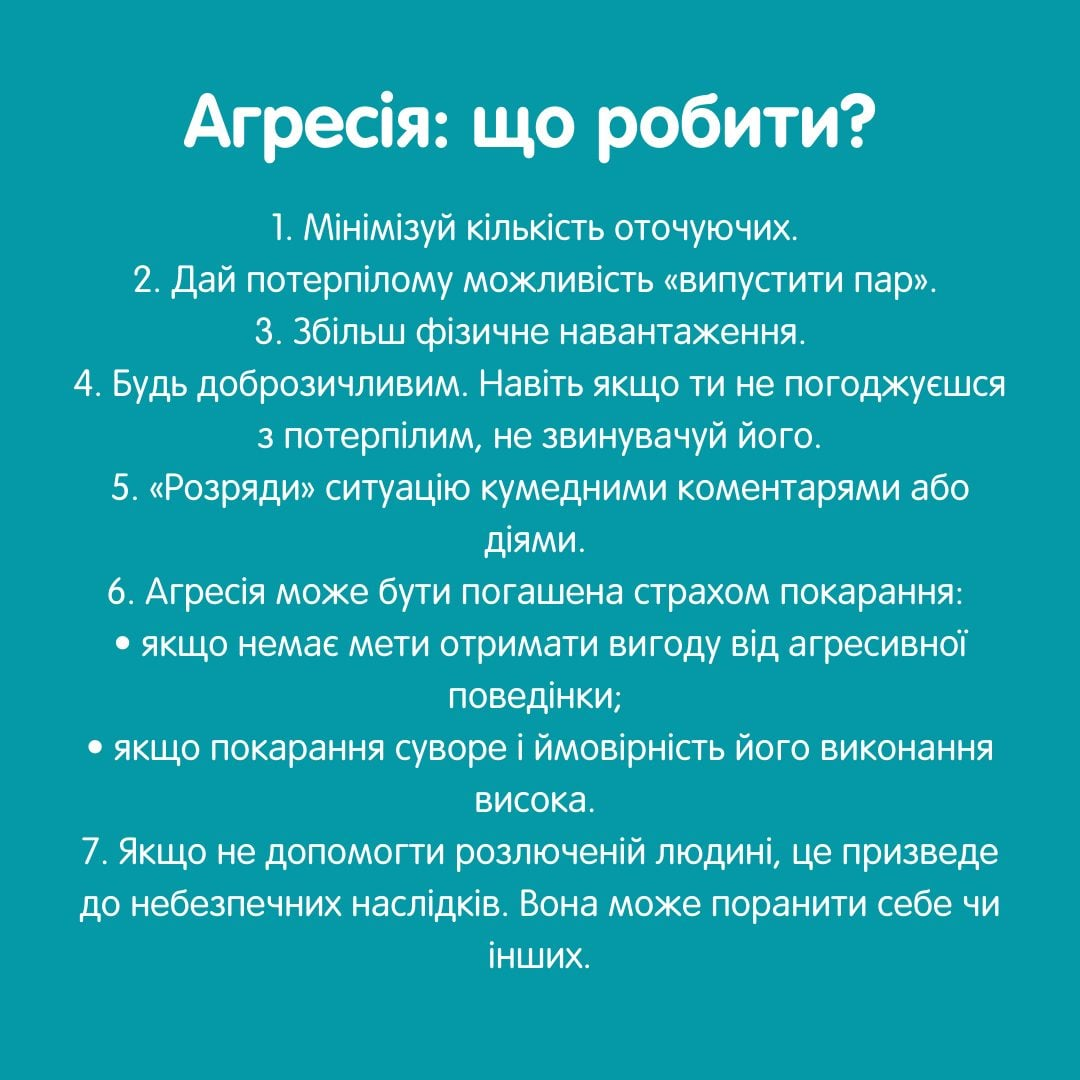 Агресія: що робити?
1. Мінімізуй кількість оточуючих.
2. Дай потерпілому можливість «випустити пар».
3. Збільш фізичне навантаження.
4. Будь доброзичливим. Навіть якщо ти не погоджуєшся
з потерпілим, не звинувачуй його.
5. «Розряди» ситуацію кумедними коментарями або
діями.
6. Агресія може бути погашена страхом покарання:
• якщо немає мети отримати вигоду від агресивної
поведінки;
• якщо покарання суворе і ймовірність його виконання
висока.
7. Якщо не допомогти розлюченій людині, це призведе
до небезпечних наслідків. Вона може поранити себе чи
інших.